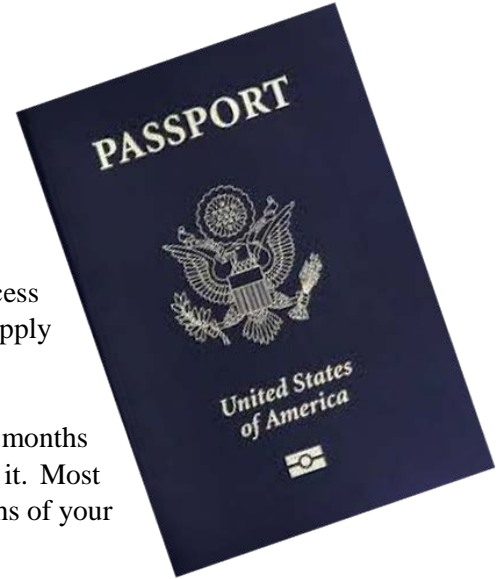 PASSPORT
cess
pply
United States
of America
months
it. Most
ns of your